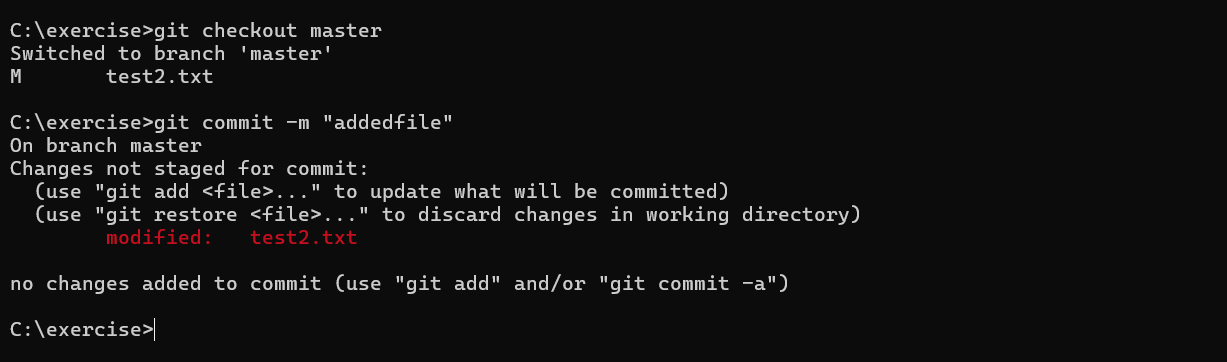 C:\exercise>git checkout master
Switched to branch 'master'
M       test2.txt
C:\exercise>git commit -m "addedfile"
On branch master
Changes not staged for commit:
  (use "git add <file>..." to update what will be committed)
  (use "git restore <file>..." to discard changes in working directory)
        modified:   test2.txt
no changes added to commit (use "git add" and/or "git commit -a")
C:\exercise>